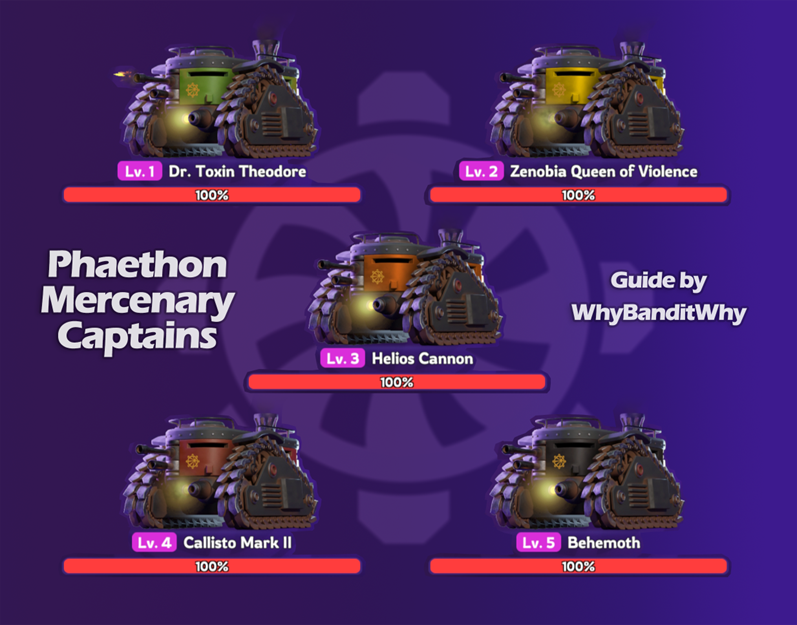 Lv. 1 Dr. Toxin Theodore
100%
Lv. 2 Zenobia Queen of Violence
100%
Phaethon
Mercenary
Captains
Lv. 3 Helios Cannon
100%
Guide by
WhyBanditWhy
Lv. 4 Callisto Mark II
100%
Lv. 5 Behemoth
100%